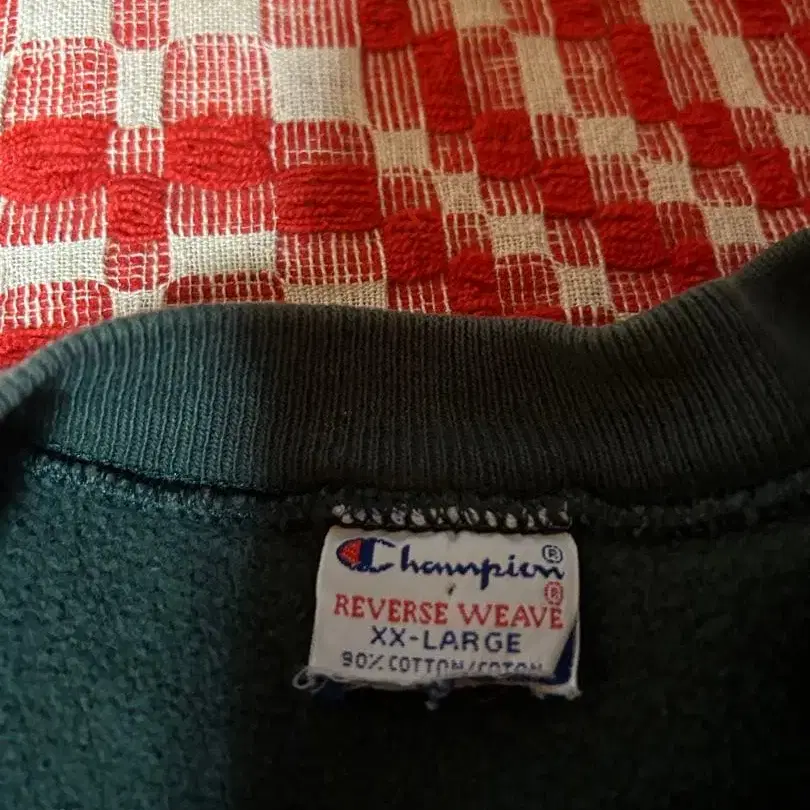 Champion®
®
REVERSE WEAVE
XX-LARGE
90% COTTON/COTON